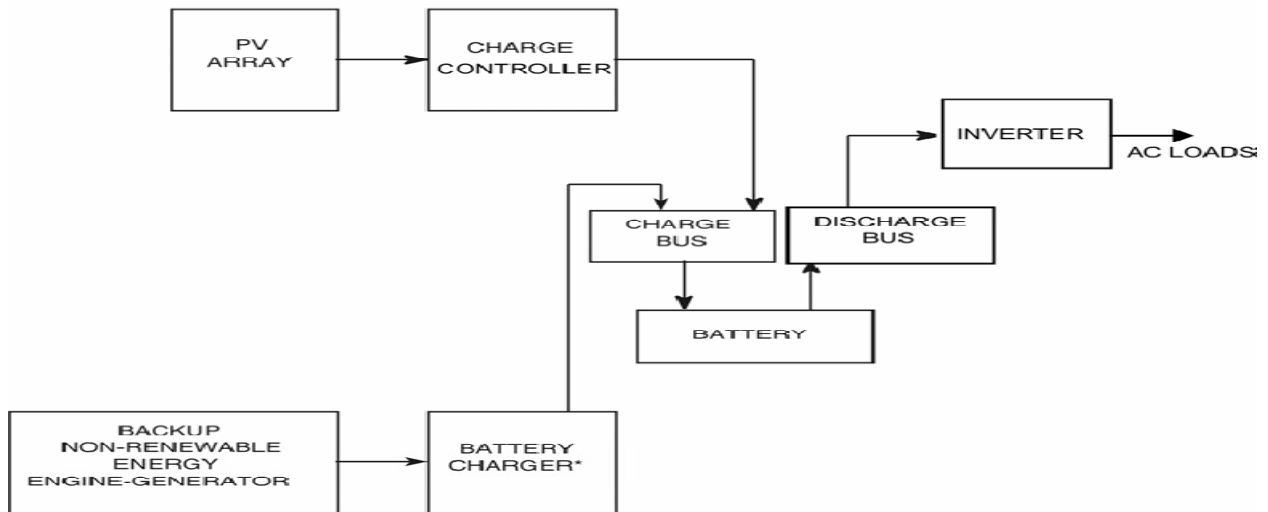 PV
ARRAY
CHARGE
CONTROLLER
INVERTER
AC LOADS
CHARGE
BUS
DISCHARGE
BUS
BATTERY
BACKUP
NON-RENEWABLE
ENERGY
ENGINE-GENERATOR
BATTERY
CHARGER*